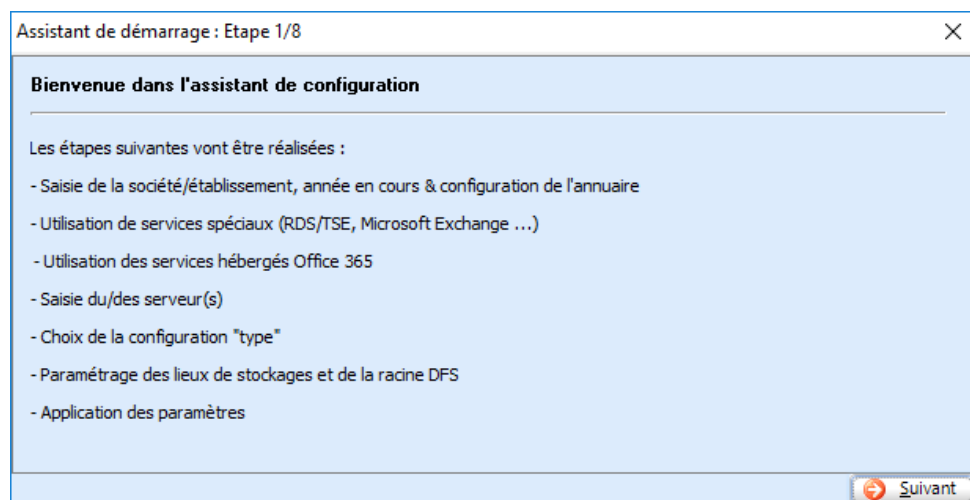 Assistant de démarrage : Etape 1/8
Bienvenue dans l'assistant de configuration
Les étapes suivantes vont être réalisées :
- Saisie de la société/établissement, année en cours & configuration de l'annuaire
- Utilisation de services spéciaux (RDS/TSE, Microsoft Exchange ...)
- Utilisation des services hébergés Office 365
- Saisie du/des serveur(s)
- Choix de la configuration "type"
- Paramétrage des lieux de stockages et de la racine DFS
- Application des paramètres
Suivant